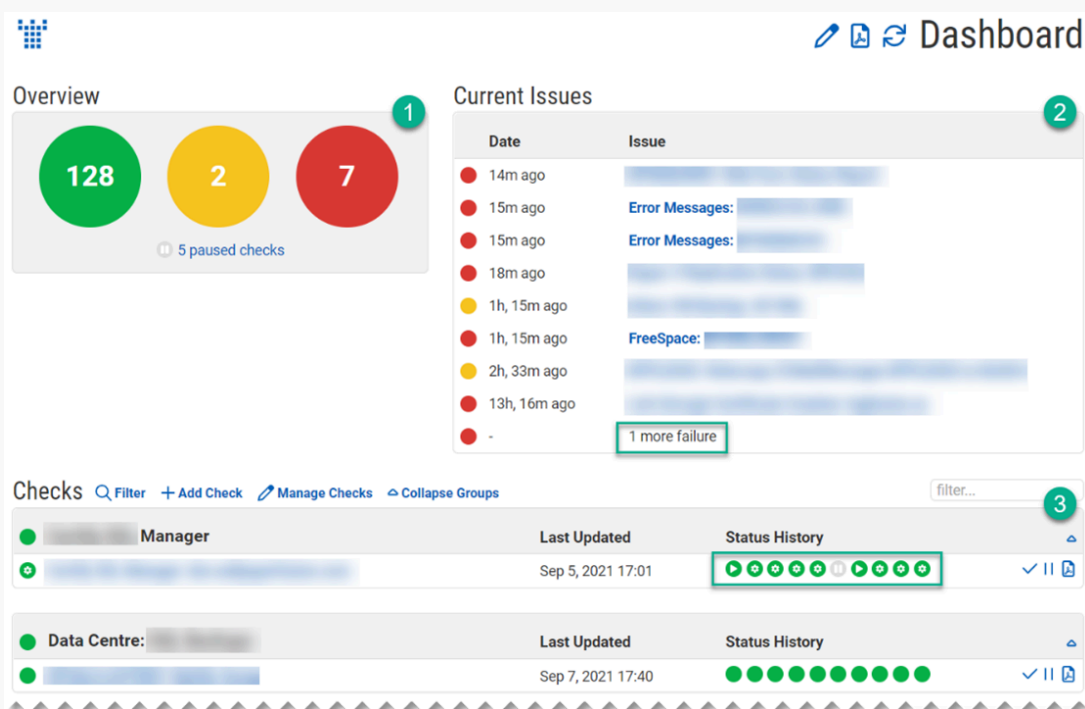 Dashboard
Overview
1
128
2
7
5 paused checks
Current Issues
2
Date Issue
14m ago
15m ago Error Messages:
15m ago Error Messages:
18m ago
1h, 15m ago
1h, 15m ago FreeSpace:
2h, 33m ago
13h, 16m ago
- 1 more failure
Checks Filter Add Check Manage Checks Collapse Groups filter...
3
Manager Last Updated Status History
Sep 5, 2021 17:01
Data Centre: Last Updated Status History
Sep 7, 2021 17:40